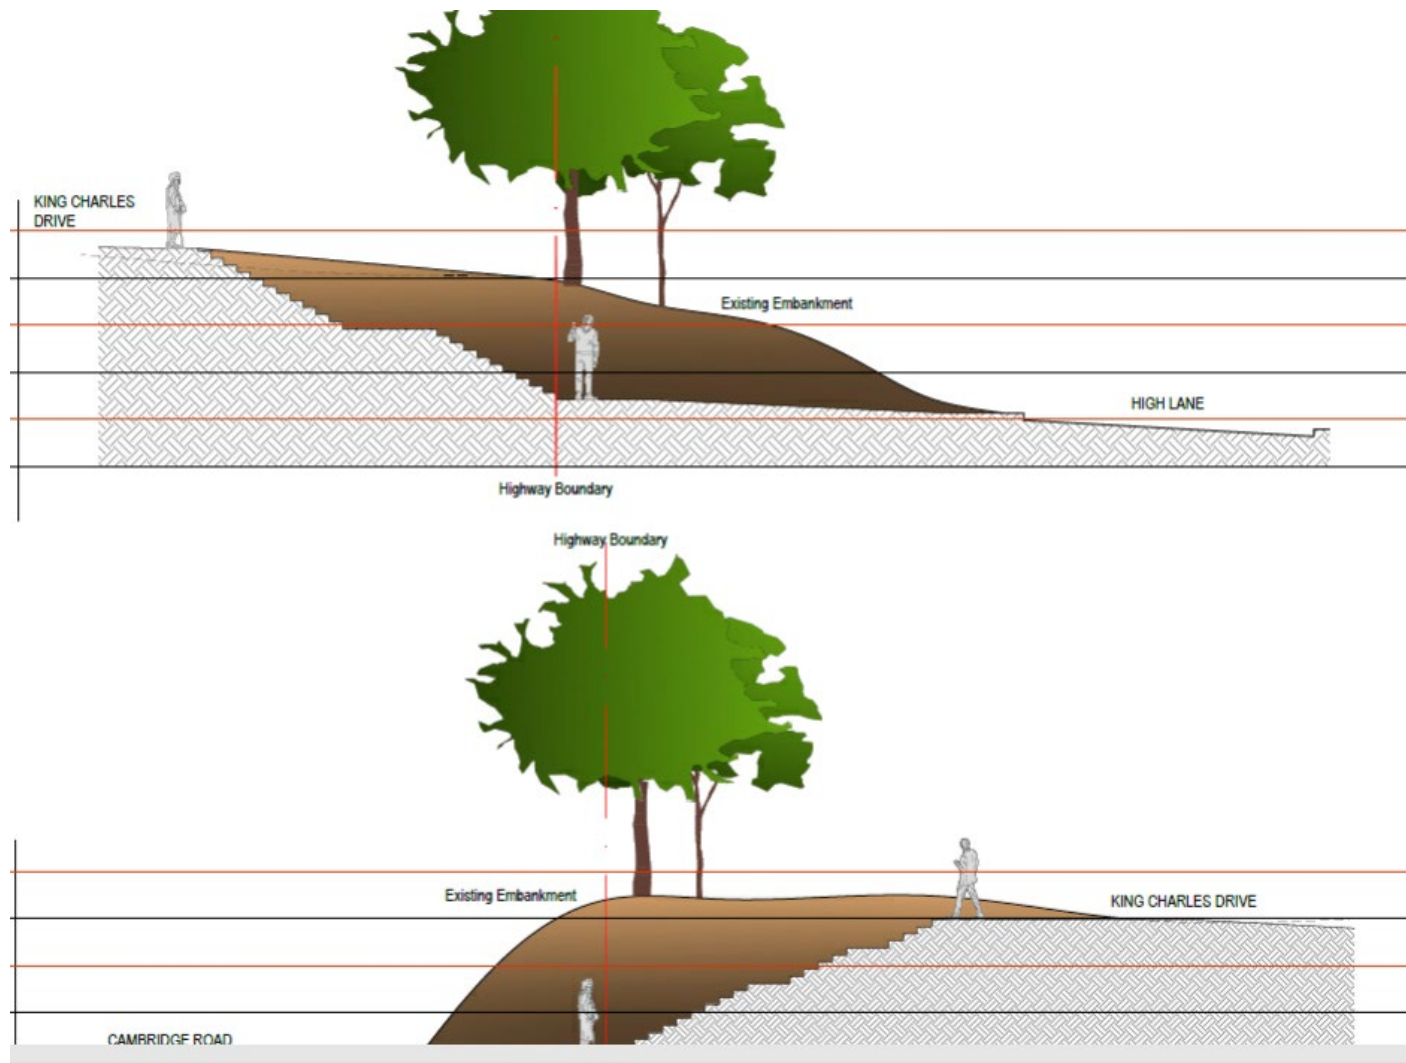 KING CHARLES
DRIVE
Existing Embankment
HIGH LANE
Highway Boundary
Highway Boundary
Existing Embankment
KING CHARLES DRIVE
CAMBRIDGE ROAD